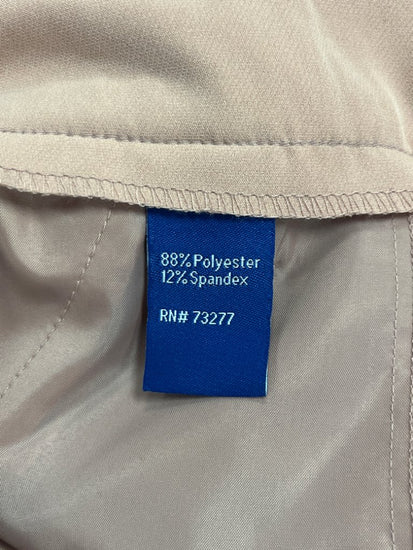 88% Polyester
12% Spandex
RN# 73277